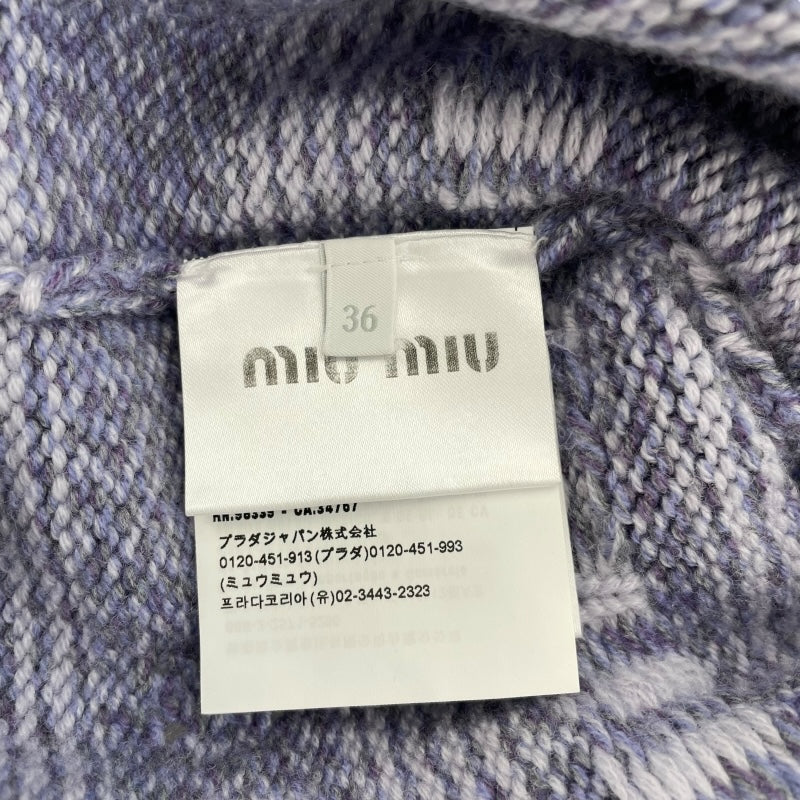 36
miu miu
RN:96339 - CA:34767
プラダジャパン株式会社
0120-451-913(プラダ)0120-451-993
(ミュウミュウ)
프라다코리아(유)02-3443-2323